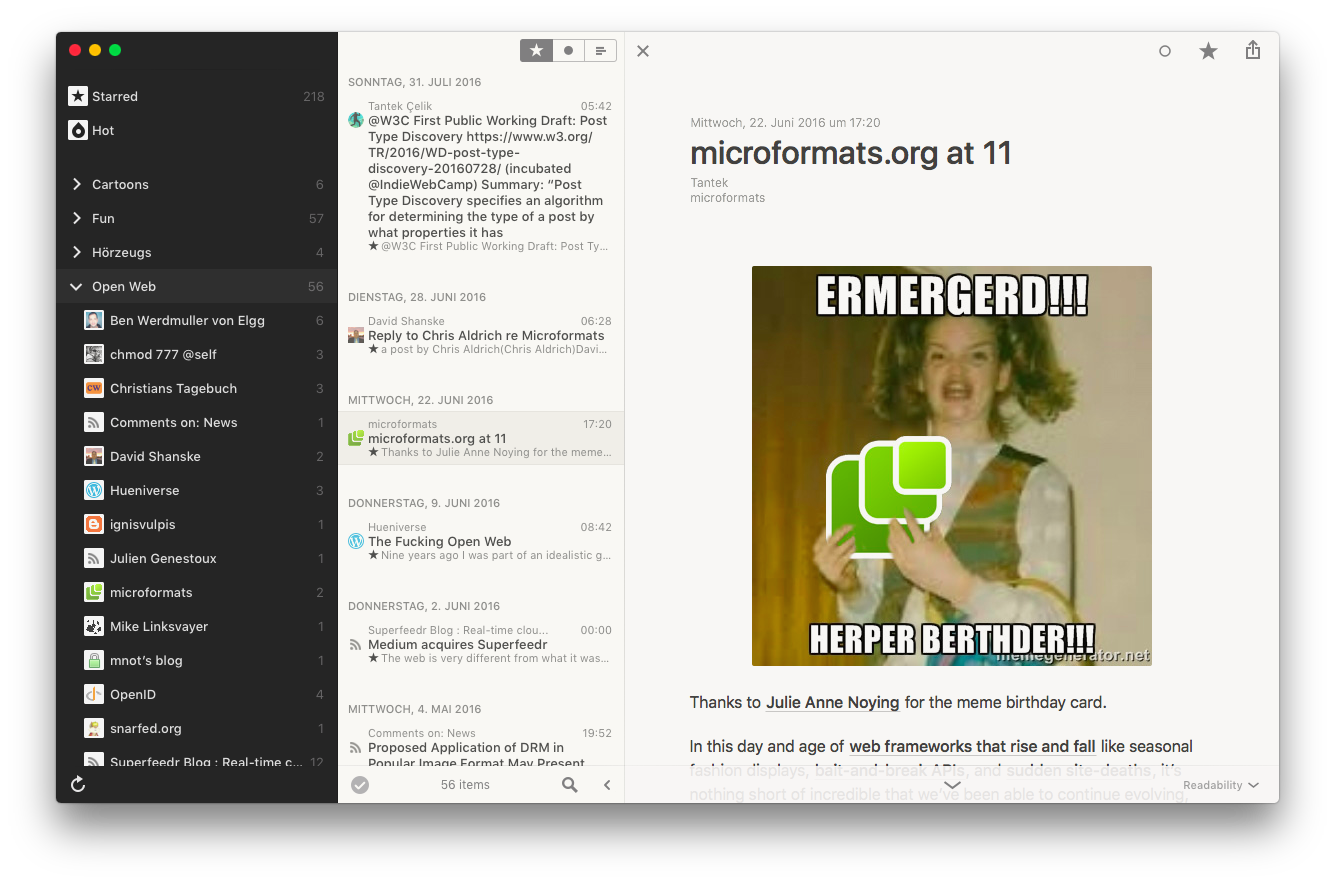 Starred 218
Hot
Cartoons 6
Fun 57
Hörzeugs 4
Open Web 56
Ben Werdmuller von Elgg 6
chmod 777 @self 3
CW Christians Tagebuch 3
Comments on: News 1
David Shanske 2
Hueniverse 3
ignisvulpis 1
Julien Genestoux 1
microformats 2
Mike Linksvayer 1
mnot's blog 1
OpenID 4
snarfed.org 1
Superfeedr Blog : Real-time c... 12
SONNTAG, 31. JULI 2016
Tantek Çelik 05:42
@W3C First Public Working Draft: Post
Type Discovery https://www.w3.org/
TR/2016/WD-post-type-
discovery-20160728/ (incubated
@IndieWebCamp) Summary: “Post
Type Discovery specifies an algorithm
for determining the type of a post by
what properties it has
@W3C First Public Working Draft: Post Ty...
DIENSTAG, 28. JUNI 2016
David Shanske 06:28
Reply to Chris Aldrich re Microformats
a post by Chris Aldrich(Chris Aldrich)Davi...
MITTWOCH, 22. JUNI 2016
microformats 17:20
microformats.org at 11
Thanks to Julie Anne Noying for the meme...
DONNERSTAG, 9. JUNI 2016
Hueniverse 08:42
The Fucking Open Web
Nine years ago I was part of an idealistic g...
DONNERSTAG, 2. JUNI 2016
Superfeedr Blog : Real-time clou... 00:00
Medium acquires Superfeedr
The web is very different from what it was...
MITTWOCH, 4. MAI 2016
Comments on: News 19:52
Proposed Application of DRM in
Popular Image Format May Present
56 items
Mittwoch, 22. Juni 2016 um 17:20
microformats.org at 11
Tantek
microformats
ERMERGERD!!!
HERPER BERTHDER!!!
memegenerator.net
Thanks to Julie Anne Noying for the meme birthday card.
In this day and age of web frameworks that rise and fall like seasonal
fashion displays, bait-and-break APIs, and sudden site-deaths, it's
nothing short of incredible that we've been able to continue evolving,
Readability